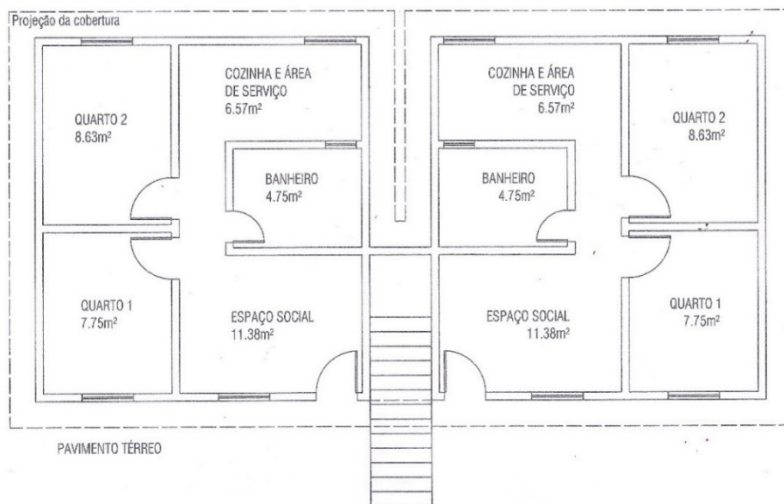 Projeção da cobertura
COZINHA E ÁREA
DE SERVIÇO
6.57m²
QUARTO 2
8.63m²
BANHEIRO
4.75m²
QUARTO 1
7.75m²
ESPAÇO SOCIAL
11.38m²
COZINHA E ÁREA
DE SERVIÇO
6.57m²
QUARTO 2
8.63m²
BANHEIRO
4.75m²
ESPAÇO SOCIAL
11.38m²
QUARTO 1
7.75m²
PAVIMENTO TÉRREO